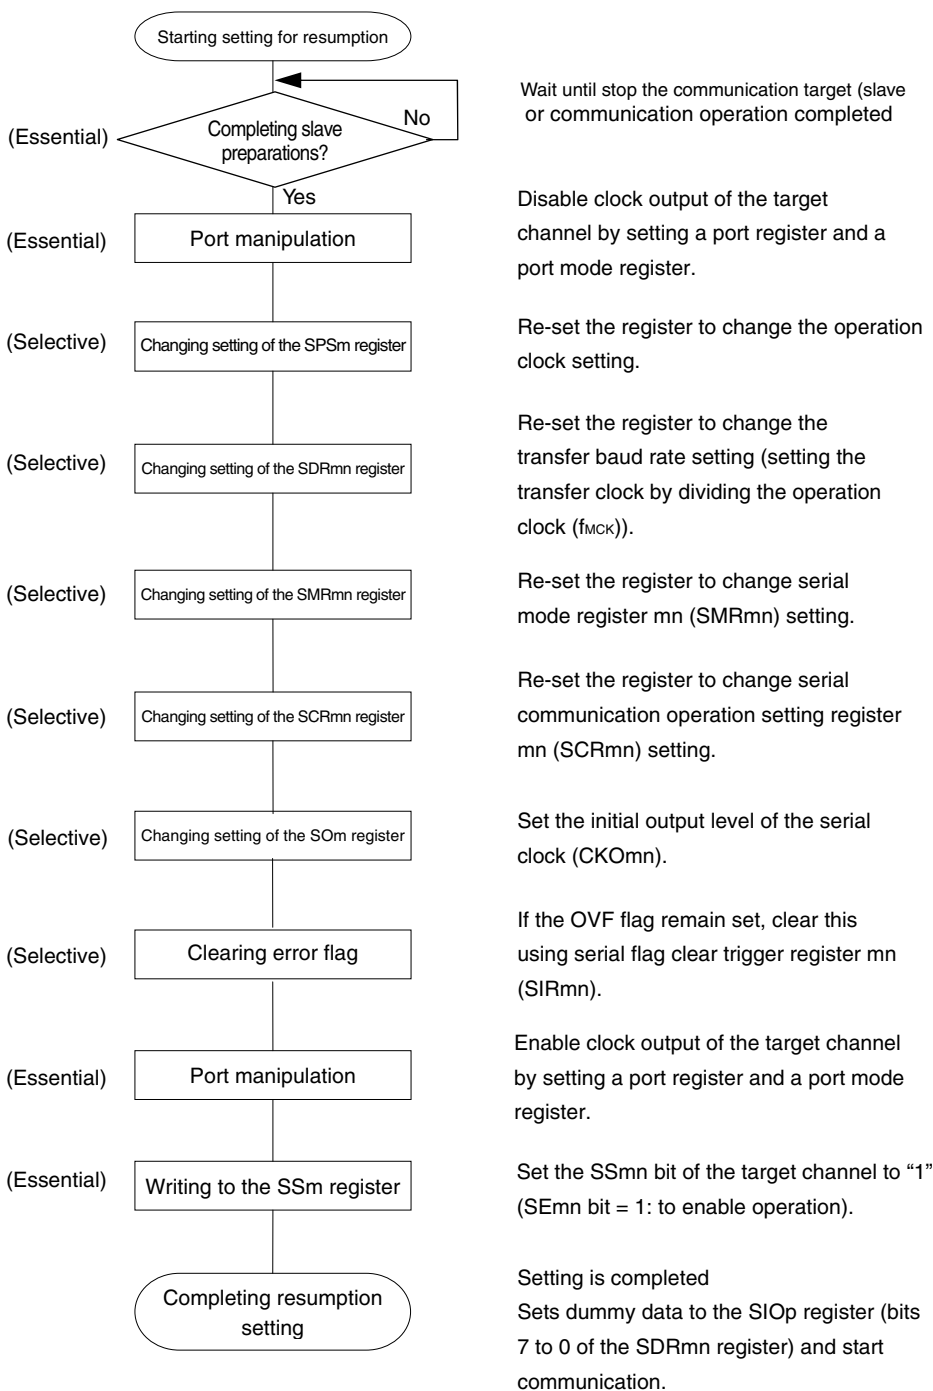 Starting setting for resumption
Wait until stop the communication target (slave
or communication operation completed
(Essential)
Completing slave
preparations?
No
Yes
(Essential)
Port manipulation
Disable clock output of the target
channel by setting a port register and a
port mode register.
(Selective)
Changing setting of the SPSm register
Re-set the register to change the operation
clock setting.
(Selective)
Changing setting of the SDRmn register
Re-set the register to change the
transfer baud rate setting (setting the
transfer clock by dividing the operation
clock (fMCK)).
(Selective)
Changing setting of the SMRmn register
Re-set the register to change serial
mode register mn (SMRmn) setting.
(Selective)
Changing setting of the SCRmn register
Re-set the register to change serial
communication operation setting register
mn (SCRmn) setting.
(Selective)
Changing setting of the SOm register
Set the initial output level of the serial
clock (CKOmn).
(Selective)
Clearing error flag
If the OVF flag remain set, clear this
using serial flag clear trigger register mn
(SIRmn).
(Essential)
Port manipulation
Enable clock output of the target channel
by setting a port register and a port mode
register.
(Essential)
Writing to the SSm register
Set the SSmn bit of the target channel to “1”
(SEmn bit = 1: to enable operation).
Completing resumption
setting
Setting is completed
Sets dummy data to the SIOp register (bits
7 to 0 of the SDRmn register) and start
communication.